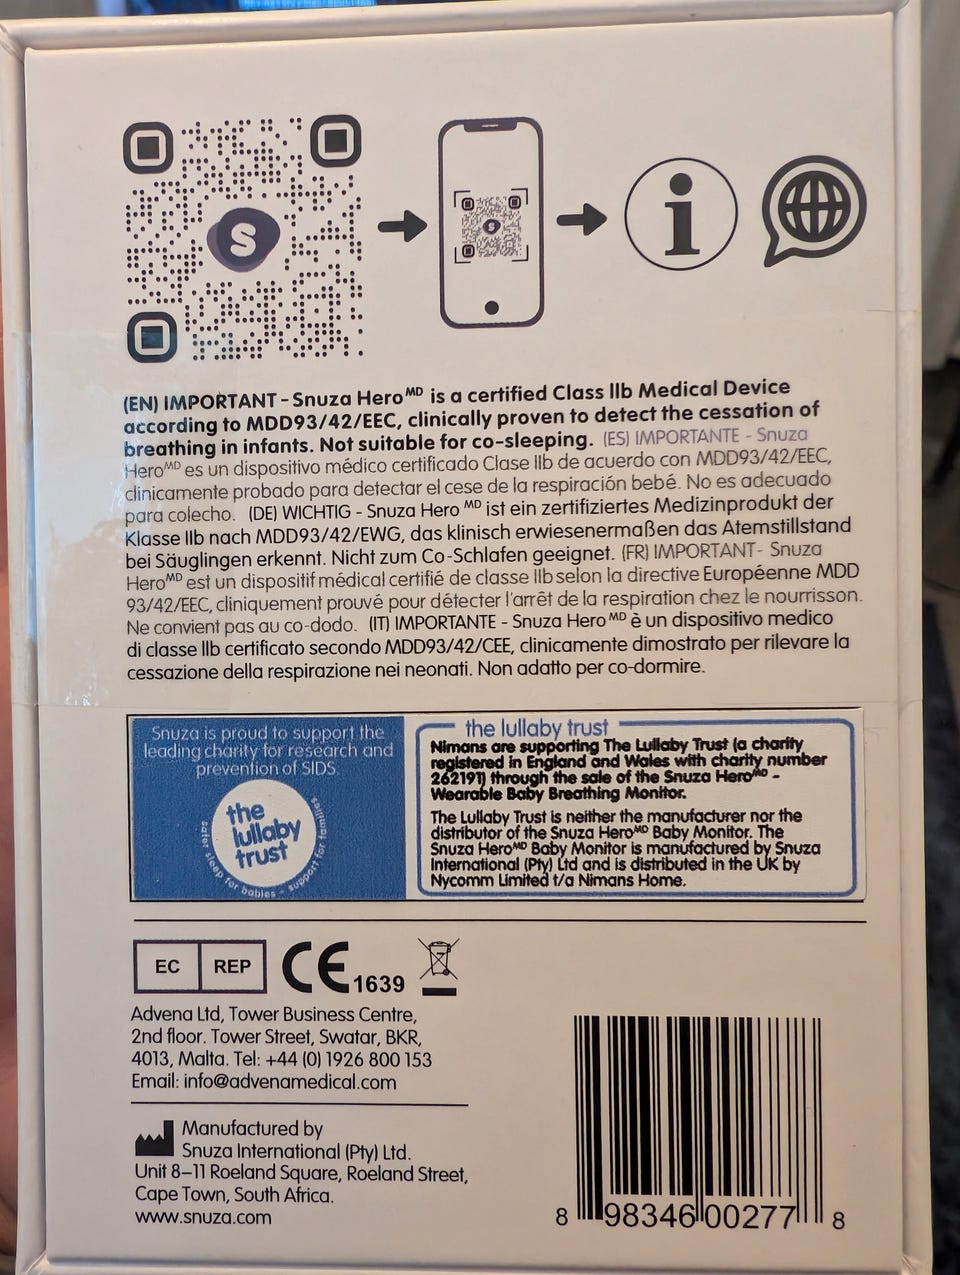 S
S
i
(EN) IMPORTANT - Snuza Hero MD is a certified Class IIb Medical Device
according to MDD93/42/EEC, clinically proven to detect the cessation of
breathing in infants. Not suitable for co-sleeping. (ES) IMPORTANTE - Snuza
Hero MD es un dispositivo médico certificado Clase IIb de acuerdo con MDD93/42/EEC,
clinicamente probado para detectar el cese de la respiración bebé. No es adecuado
para colecho. (DE) WICHTIG - Snuza Hero MD ist ein zertifiziertes Medizinprodukt der
Klasse IIb nach MDD93/42/EWG, das klinisch erwiesenermaßen das Atemstillstand
bei Säuglingen erkennt. Nicht zum Co-Schlafen geeignet. (FR) IMPORTANT- Snuza
Hero MD est un dispositif médical certifié de classe IIb selon la directive Européenne MDD
93/42/EEC, cliniquement prouvé pour détecter l'arrêt de la respiration chez le nourrisson.
Ne convient pas au co-dodo. (IT) IMPORTANTE - Snuza Hero MD è un dispositivo medico
di classe IIb certificato secondo MDD93/42/CEE, clinicamente dimostrato per rilevare la
cessazione della respirazione nei neonati. Non adatto per co-dormire.
Snuza is proud to support the
leading charity for research and
prevention of SIDS.
the
lullaby
trust
safer sleep for babies - support for families
the lullaby trust
Nimans are supporting The Lullaby Trust (a charity
registered in England and Wales with charity number
262191) through the sale of the Snuza Hero MD -
Wearable Baby Breathing Monitor.
The Lullaby Trust is neither the manufacturer nor the
distributor of the Snuza Hero MD Baby Monitor. The
Snuza Hero MD Baby Monitor is manufactured by Snuza
International (Pty) Ltd and is distributed in the UK by
Nycomm Limited t/a Nimans Home.
EC REP CE 1639
Advena Ltd, Tower Business Centre,
2nd floor. Tower Street, Swatar, BKR,
4013, Malta. Tel: +44 (0) 1926 800 153
Email: info@advenamedical.com
Manufactured by
Snuza International (Pty) Ltd.
Unit 8–11 Roeland Square, Roeland Street,
Cape Town, South Africa.
www.snuza.com
8 98346 00277 8